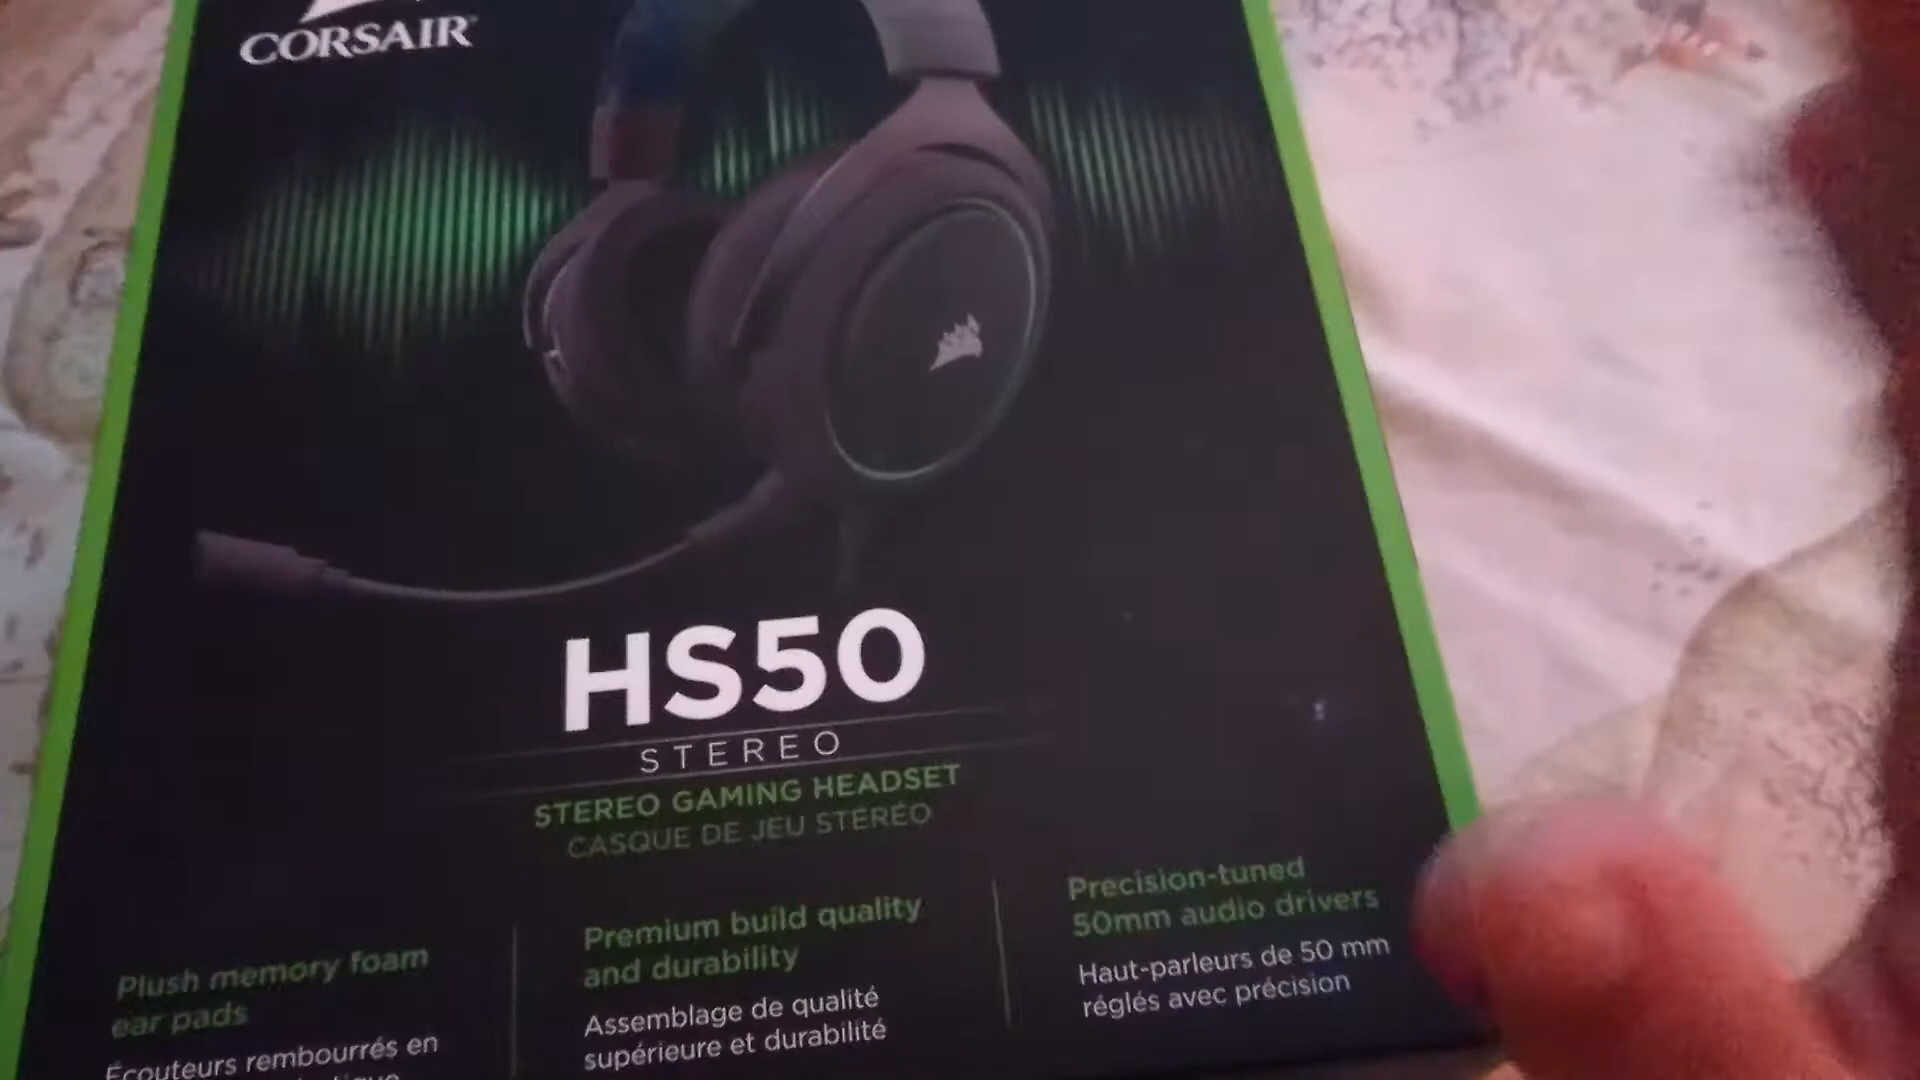 CORSAIR
HS50
STEREO
STEREO GAMING HEADSET
CASQUE DE JEU STÉRÉO
Plush memory foam
ear pads
Écouteurs rembourrés en
Premium build quality
and durability
Assemblage de qualité
supérieure et durabilité
Precision-tuned
50mm audio drivers
Haut-parleurs de 50 mm
réglés avec précision